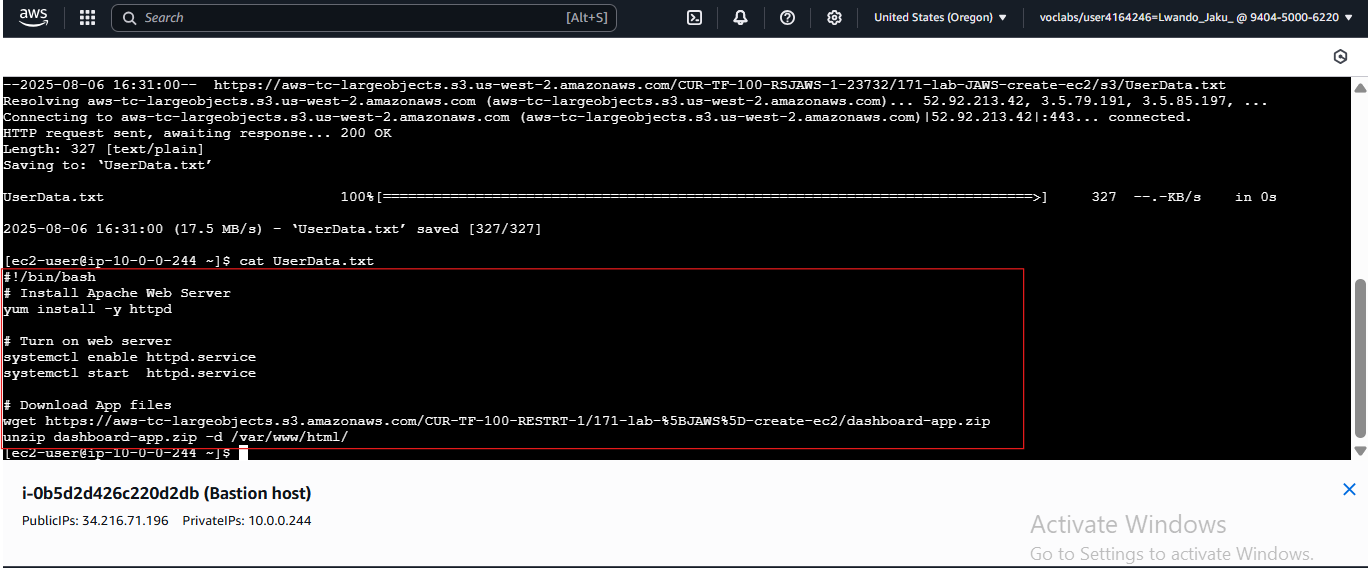 aws
Search
[Alt+S]
United States (Oregon)
voclabs/user4164246=Lwando_Jaku_ @ 9404-5000-6220
--2025-08-06 16:31:00--  https://aws-tc-largeobjects.s3.us-west-2.amazonaws.com/CUR-TF-100-RSJAWS-1-23732/171-lab-JAWS-create-ec2/s3/UserData.txt
Resolving aws-tc-largeobjects.s3.us-west-2.amazonaws.com (aws-tc-largeobjects.s3.us-west-2.amazonaws.com)... 52.92.213.42, 3.5.79.191, 3.5.85.197, ...
Connecting to aws-tc-largeobjects.s3.us-west-2.amazonaws.com (aws-tc-largeobjects.s3.us-west-2.amazonaws.com)|52.92.213.42|:443... connected.
HTTP request sent, awaiting response... 200 OK
Length: 327 [text/plain]
Saving to: ‘UserData.txt’
UserData.txt 100%[=============================================================================>] 327 --.-KB/s in 0s
2025-08-06 16:31:00 (17.5 MB/s) - ‘UserData.txt’ saved [327/327]
[ec2-user@ip-10-0-0-244 ~]$ cat UserData.txt
#!/bin/bash
# Install Apache Web Server
yum install -y httpd
# Turn on web server
systemctl enable httpd.service
systemctl start  httpd.service
# Download App files
wget https://aws-tc-largeobjects.s3.amazonaws.com/CUR-TF-100-RESTRT-1/171-lab-%5BJAWS%5D-create-ec2/dashboard-app.zip
unzip dashboard-app.zip -d /var/www/html/
[ec2-user@ip-10-0-0-244 ~]$
i-0b5d2d426c220d2db (Bastion host)
PublicIPs: 34.216.71.196 PrivateIPs: 10.0.0.244
Activate Windows
Go to Settings to activate Windows.